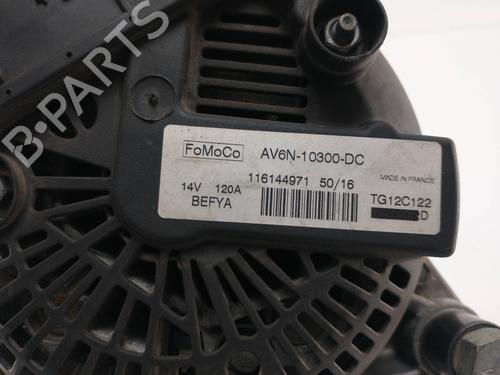 B-PARTS
FoMoCo
AV6N-10300-DC
116144971 50/16
MADE IN FRANCE
14V 120A
BEFYA
TG12C122
D